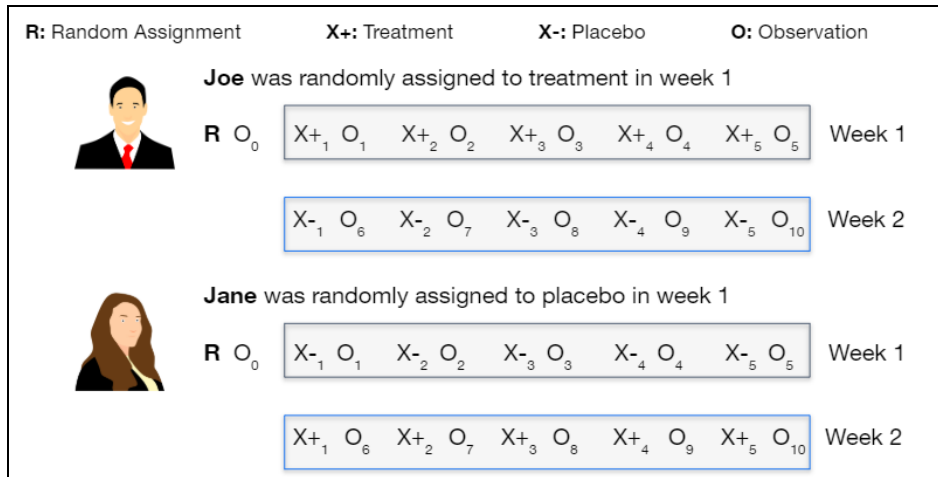 R: Random Assignment X+: Treatment X-: Placebo O: Observation
Joe was randomly assigned to treatment in week 1
R O₀ X+₁ O₁ X+₂ O₂ X+₃ O₃ X+₄ O₄ X+₅ O₅ Week 1
X-₁ O₆ X-₂ O₇ X-₃ O₈ X-₄ O₉ X-₅ O₁₀ Week 2
Jane was randomly assigned to placebo in week 1
R O₀ X-₁ O₁ X-₂ O₂ X-₃ O₃ X-₄ O₄ X-₅ O₅ Week 1
X+₁ O₆ X+₂ O₇ X+₃ O₈ X+₄ O₉ X+₅ O₁₀ Week 2